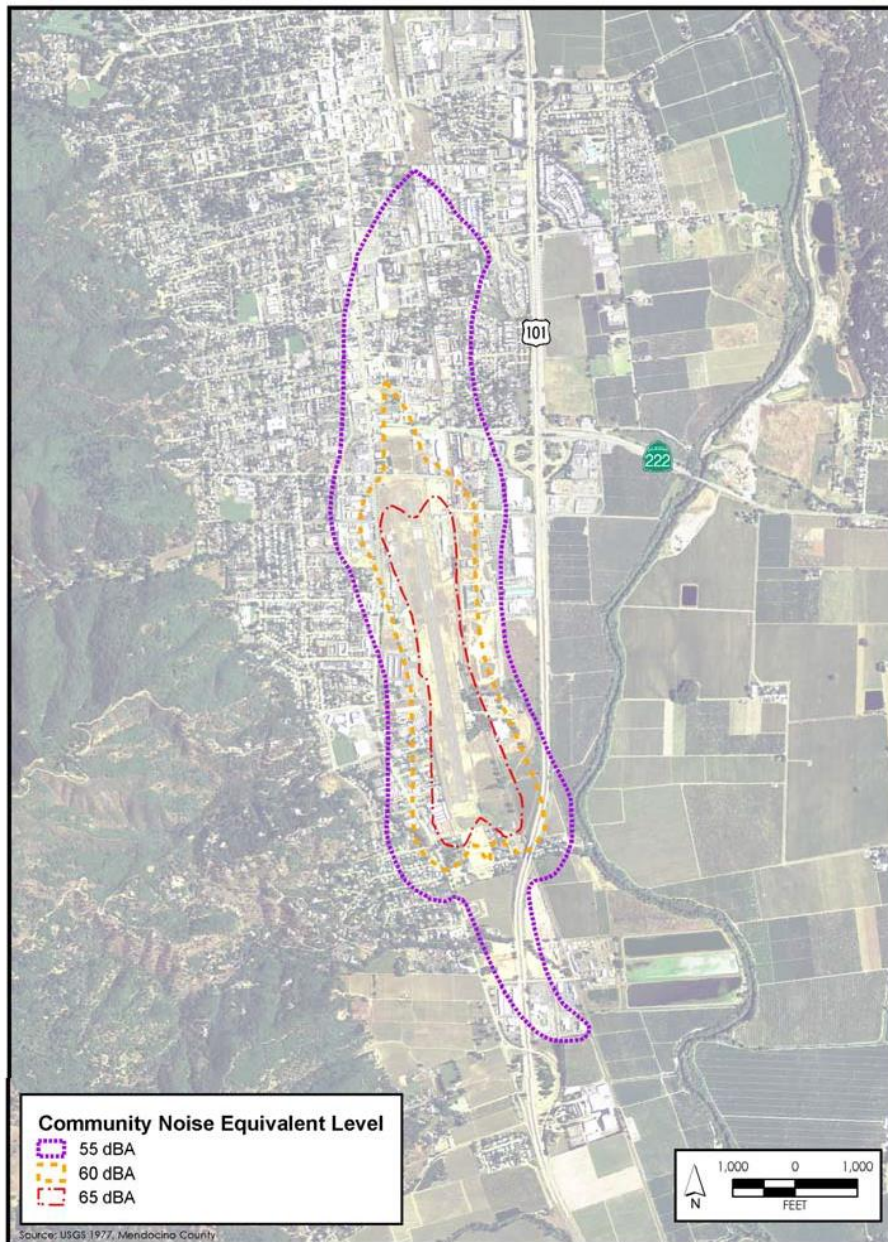 101
222
Community Noise Equivalent Level
55 dBA
60 dBA
65 dBA
1,000 0 1,000
FEET
N
Source: USGS 1977, Mendocino County